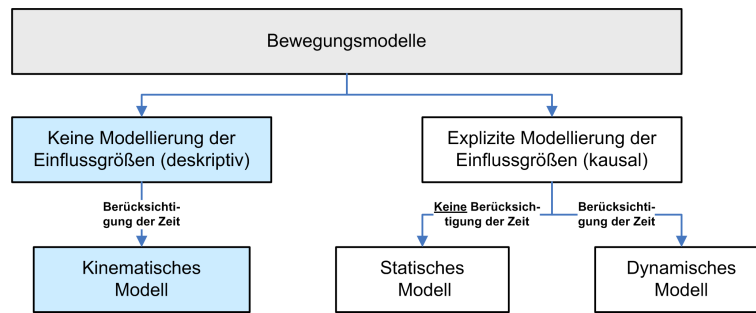 Bewegungsmodelle
Keine Modellierung der
Einflussgrößen (deskriptiv)
Explizite Modellierung der
Einflussgrößen (kausal)
Berücksichti-
gung der Zeit
Keine Berücksich-
tigung der Zeit
Berücksichti-
gung der Zeit
Kinematisches
Modell
Statisches
Modell
Dynamisches
Modell